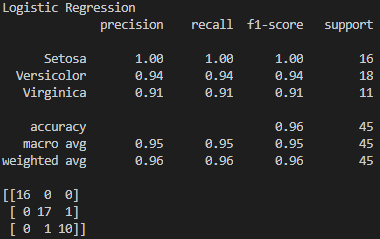 Logistic Regression
precision recall f1-score support
Setosa 1.00 1.00 1.00 16
Versicolor 0.94 0.94 0.94 18
Virginica 0.91 0.91 0.91 11
accuracy 0.96 45
macro avg 0.95 0.95 0.95 45
weighted avg 0.96 0.96 0.96 45
[[16 0 0]
[ 0 17 1]
[ 0 1 10]]